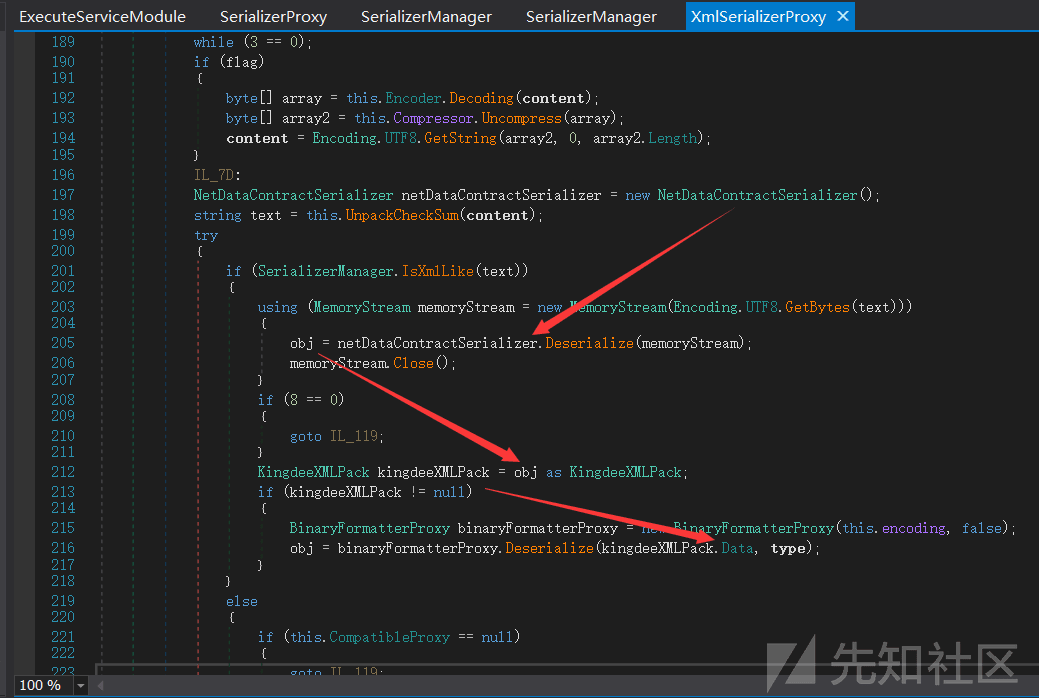 ExecuteServiceModule SerializerProxy SerializerManager SerializerManager XmlSerializerProxy ✕
189 while (3 == 0);
190 if (flag)
191 {
192 byte[] array = this.Encoder.Decoding(content);
193 byte[] array2 = this.Compressor.Uncompress(array);
194 content = Encoding.UTF8.GetString(array2, 0, array2.Length);
195 }
196 IL_7D:
197 NetDataContractSerializer netDataContractSerializer = new NetDataContractSerializer();
198 string text = this.UnpackCheckSum(content);
199 try
200 {
201 if (SerializerManager.IsXmlLike(text))
202 {
203 using (MemoryStream memoryStream = new MemoryStream(Encoding.UTF8.GetBytes(text)))
204 {
205 obj = netDataContractSerializer.Deserialize(memoryStream);
206 memoryStream.Close();
207 }
208 if (8 == 0)
209 {
210 goto IL_119;
211 }
212 KingdeeXMLPack kingdeeXMLPack = obj as KingdeeXMLPack;
213 if (kingdeeXMLPack != null)
214 {
215 BinaryFormatterProxy binaryFormatterProxy = new BinaryFormatterProxy(this.encoding, false);
216 obj = binaryFormatterProxy.Deserialize(kingdeeXMLPack.Data, type);
217 }
218 }
219 else
220 {
221 if (this.CompatibleProxy == null)
222 {
223 goto IL_119;
100 %
先知社区